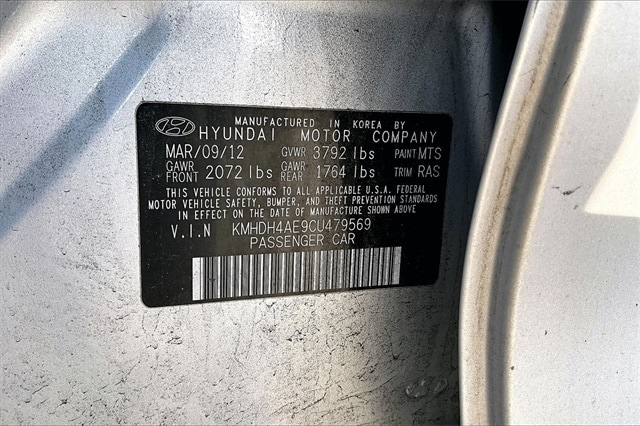 MANUFACTURED IN KOREA BY
HYUNDAI MOTOR COMPANY
MAR/09/12 GVWR 3792 lbs PAINT MTS
GAWR FRONT 2072 lbs GAWR REAR 1764 lbs TRIM RAS
THIS VEHICLE CONFORMS TO ALL APPLICABLE U.S.A. FEDERAL
MOTOR VEHICLE SAFETY, BUMPER, AND THEFT PREVENTION STANDARDS
IN EFFECT ON THE DATE OF MANUFACTURE SHOWN ABOVE
V.I.N KMHDH4AE9CU479569
PASSENGER CAR